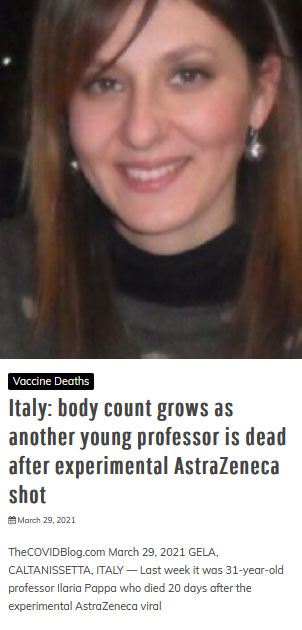 Vaccine Deaths
Italy: body count grows as
another young professor is dead
after experimental AstraZeneca
shot
March 29, 2021
TheCOVIDBlog.com March 29, 2021 GELA,
CALTANISSETTA, ITALY — Last week it was 31-year-old
professor Ilaria Pappa who died 20 days after the
experimental AstraZeneca viral